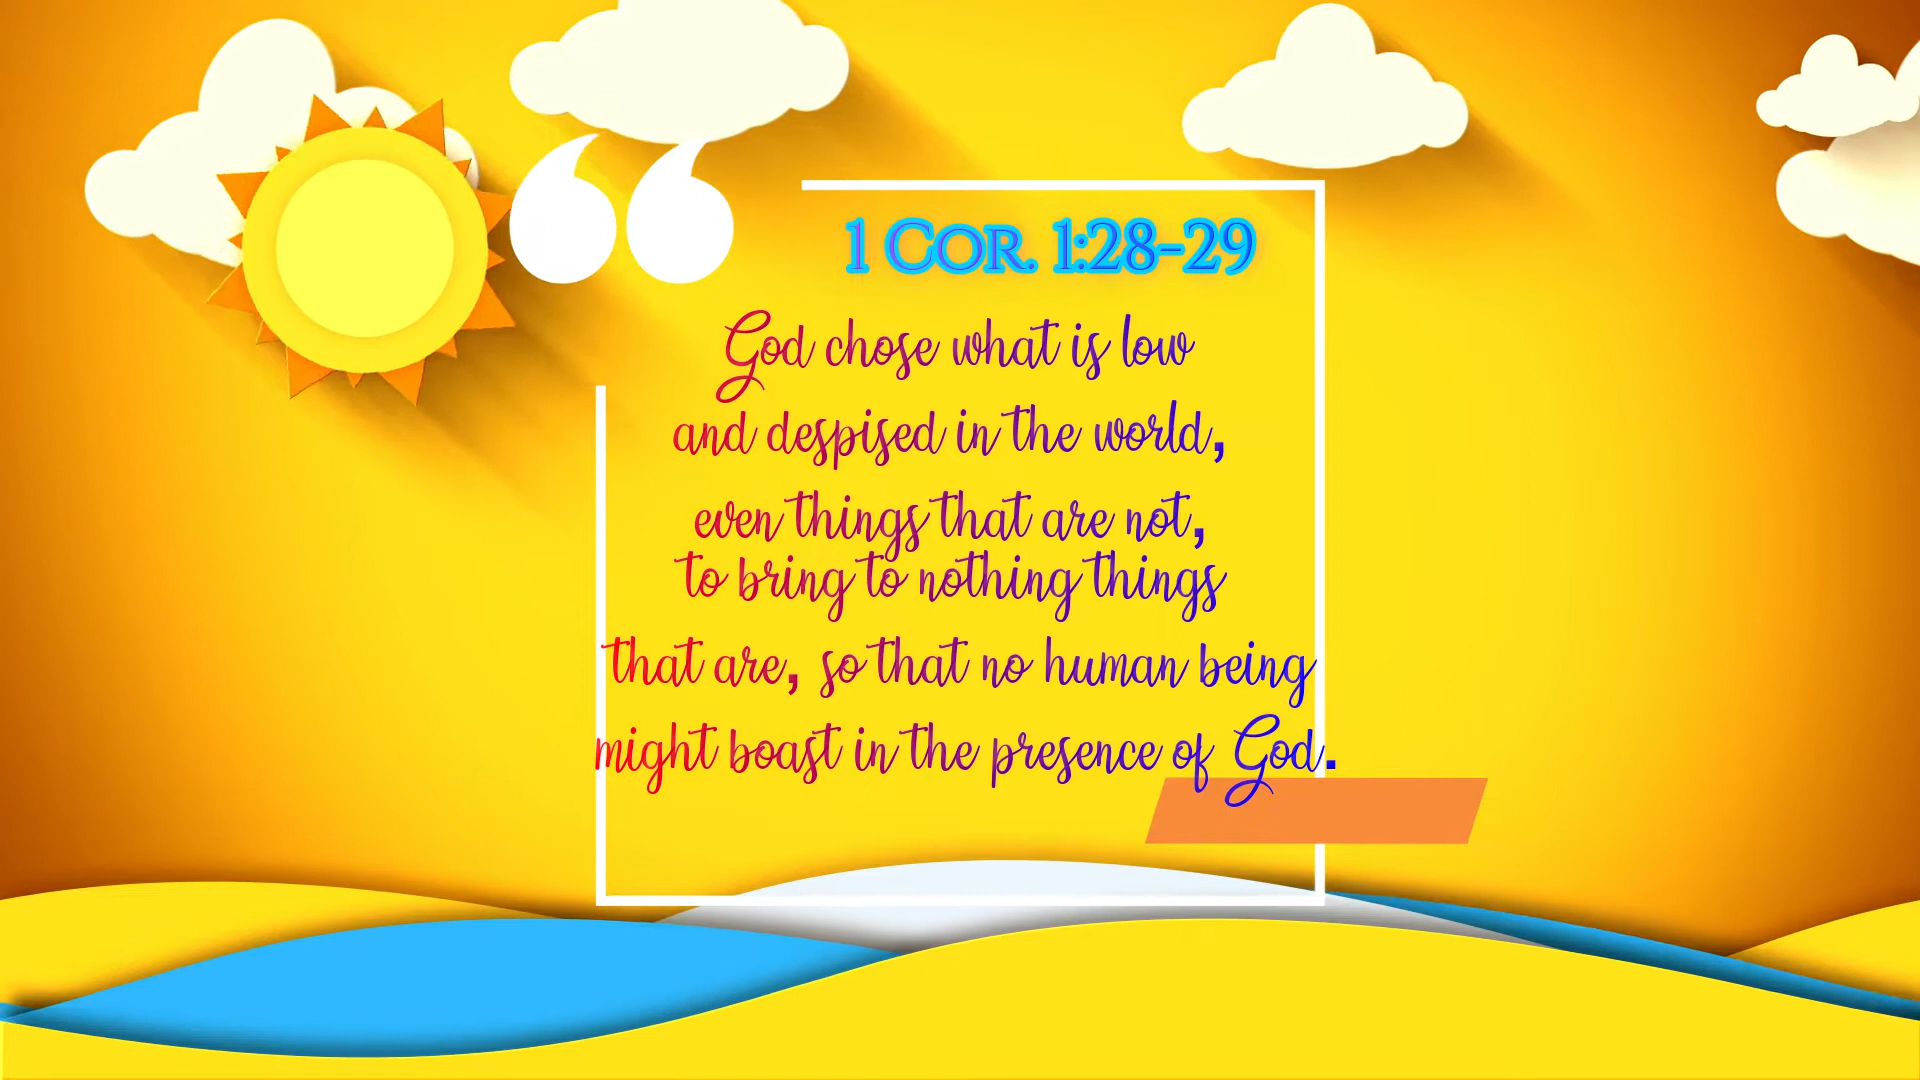 1 Cor. 1:28-29
God chose what is low
and despised in the world,
even things that are not,
to bring to nothing things
that are, so that no human being
might boast in the presence of God.